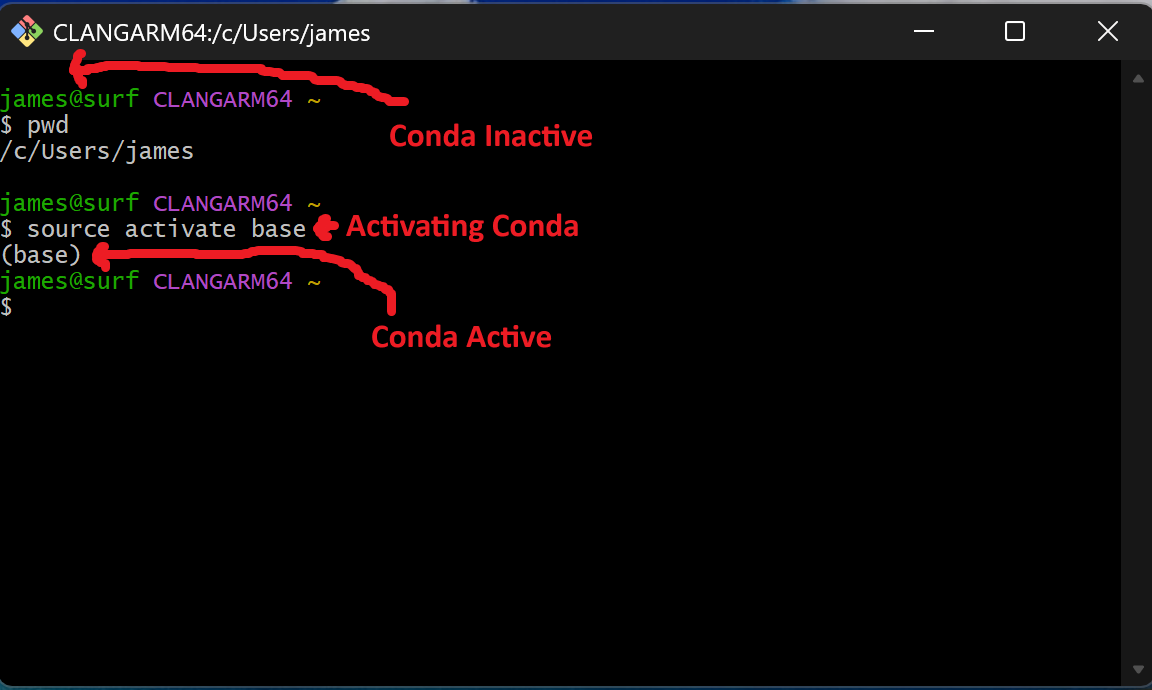 CLANGARM64:/c/Users/james
james@surf CLANGARM64 ~
$ pwd
Conda Inactive
/c/Users/james
james@surf CLANGARM64 ~
$ source activate base Activating Conda
(base)
james@surf CLANGARM64 ~
$
Conda Active